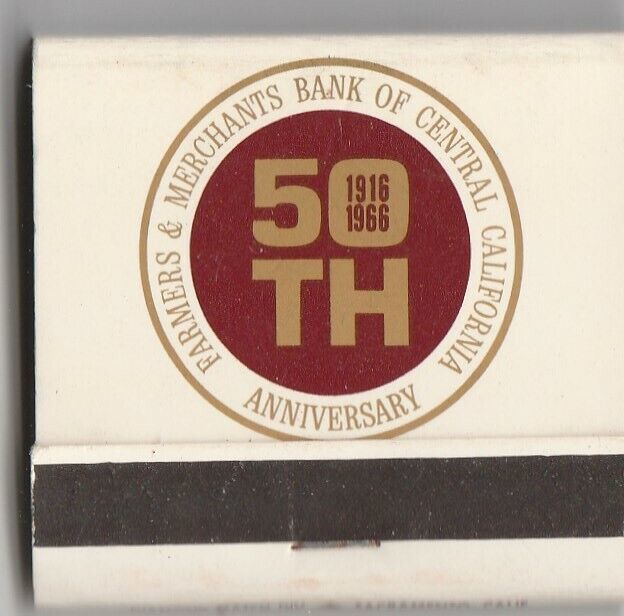 FARMERS & MERCHANTS BANK OF CENTRAL CALIFORNIA
50
1916
1966
TH
ANNIVERSARY